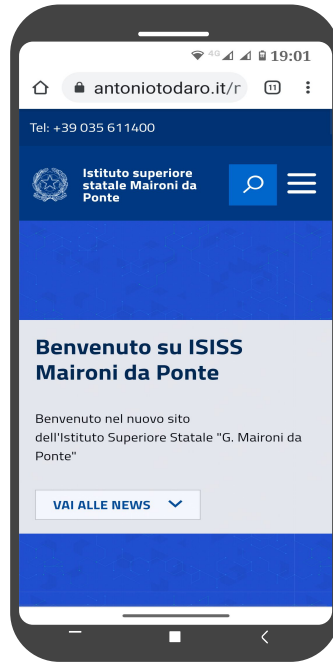 4G 19:01
antoniotodaro.it/r 11
Tel: +39 035 611400
Istituto superiore
statale Maironi da
Ponte
Benvenuto su ISISS
Maironi da Ponte
Benvenuto nel nuovo sito
dell'Istituto Superiore Statale "G. Maironi da
Ponte"
VAI ALLE NEWS